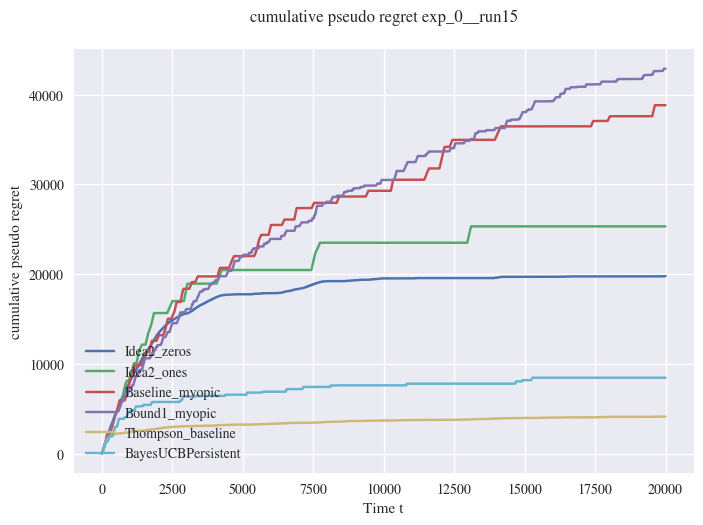 cumulative pseudo regret exp_0__run15
cumulative pseudo regret
40000
30000
20000
10000
0
Idea2_zeros
Idea2_ones
Baseline_myopic
Bound1_myopic
Thompson_baseline
BayesUCBPersistent
0
2500
5000
7500
10000
12500
15000
17500
20000
Time t